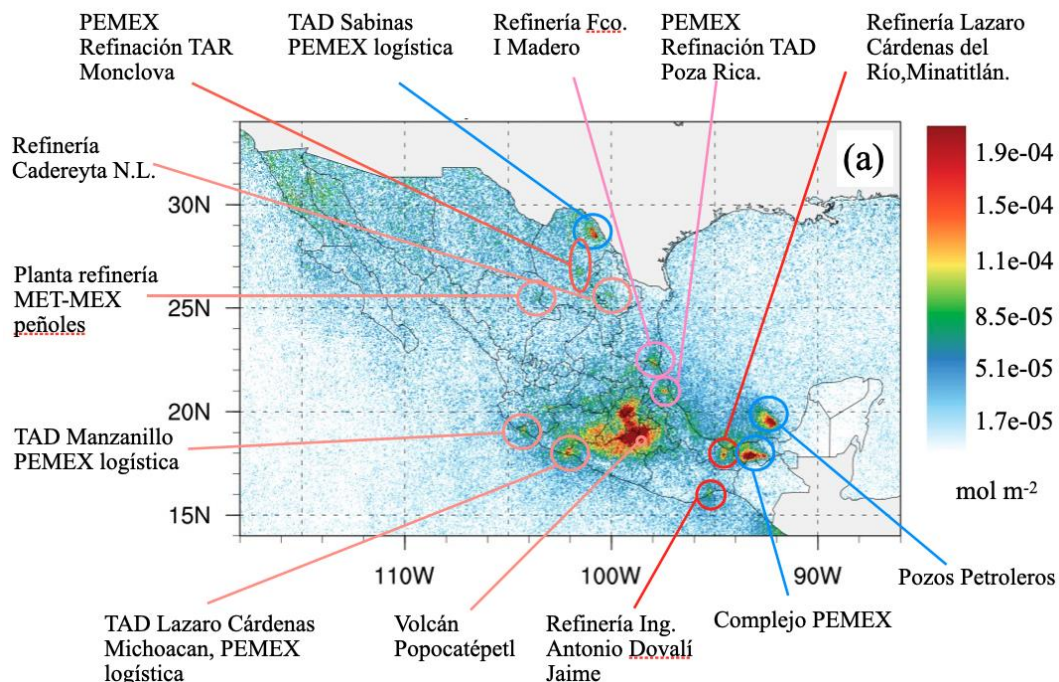 PEMEX
Refinación TAR
Monclova
TAD Sabinas
PEMEX logística
Refinería Fco.
I Madero
PEMEX
Refinación TAD
Poza Rica.
Refinería Lazaro
Cárdenas del
Río,Minatitlán.
Refinería
Cadereyta N.L.
Planta refinería
MET-MEX
peñoles
TAD Manzanillo
PEMEX logística
(a)
30N
25N
20N
15N
110W
100W
90W
1.9e-04
1.5e-04
1.1e-04
8.5e-05
5.1e-05
1.7e-05
mol m-2
TAD Lazaro Cárdenas
Michoacan, PEMEX
logística
Volcán
Popocatépetl
Refinería Ing.
Antonio Dovalí
Jaime
Complejo PEMEX
Pozos Petroleros